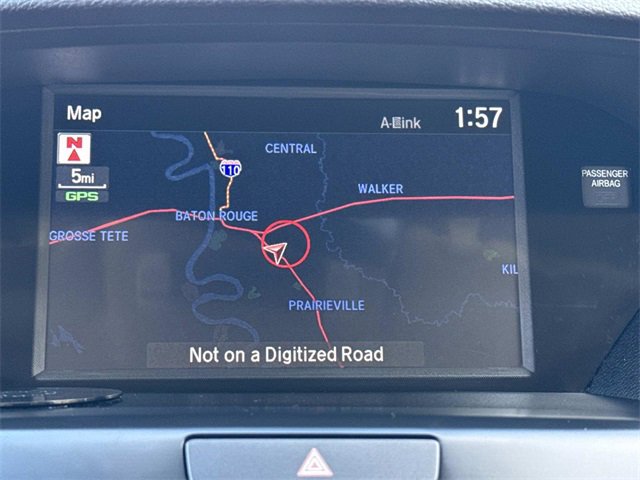 Map
A-Link
1:57
N
5mi
GPS
110
CENTRAL
WALKER
BATON ROUGE
GROSSE TETE
KIL
PRAIRIEVILLE
Not on a Digitized Road
PASSENGER
AIRBAG